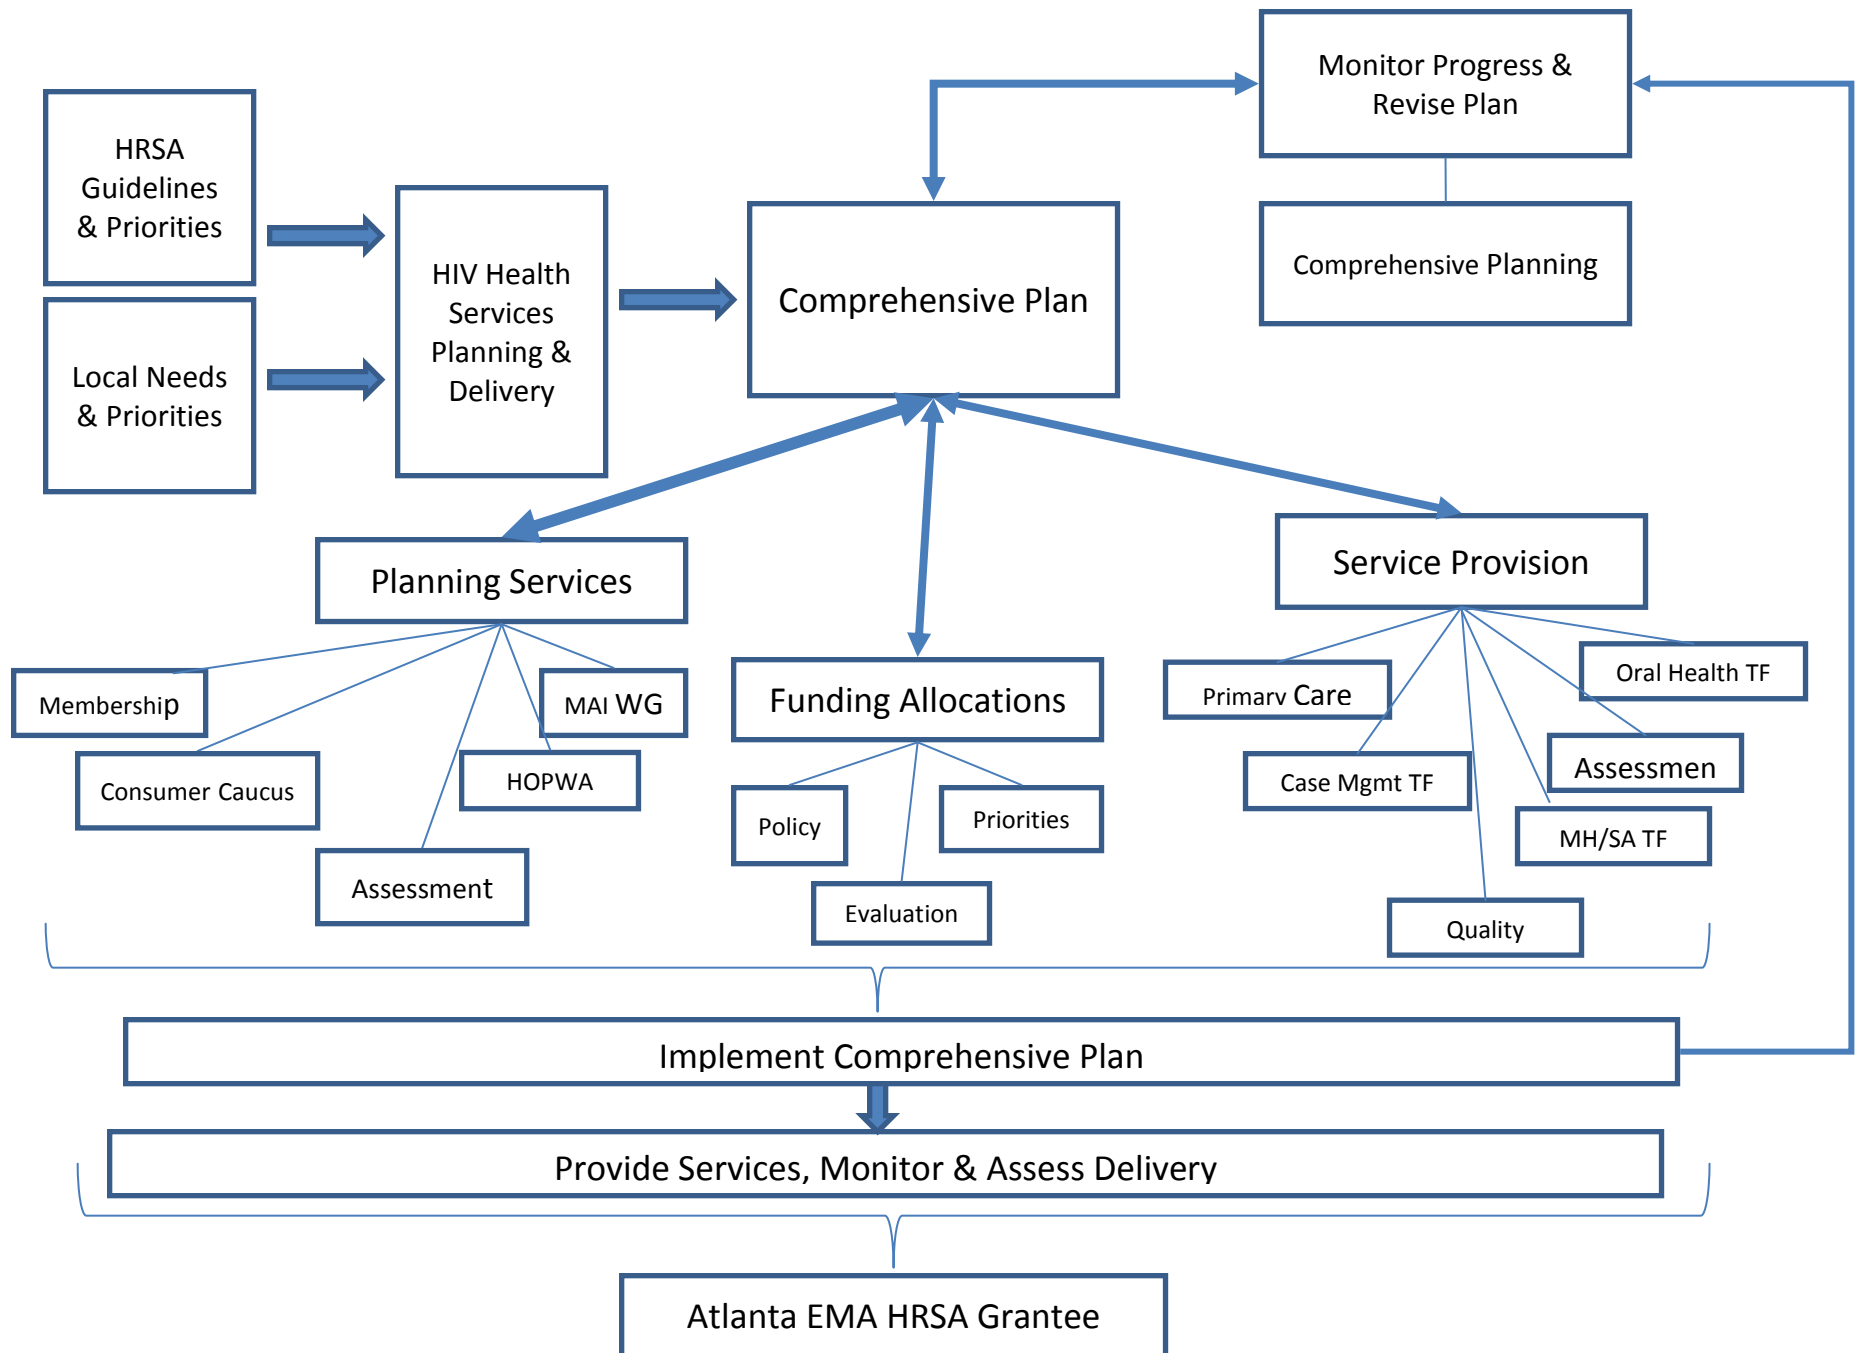 Monitor Progress &
Revise Plan
HRSA
Guidelines
& Priorities
HIV Health
Services
Planning &
Delivery
Comprehensive Plan
Comprehensive Planning
Local Needs
& Priorities
Planning Services
Service Provision
Funding Allocations
Membership
MAI WG
Consumer Caucus
HOPWA
Assessment
Policy
Priorities
Evaluation
Primary Care
Oral Health TF
Case Mgmt TF
Assessmen
MH/SA TF
Quality
Implement Comprehensive Plan
Provide Services, Monitor & Assess Delivery
Atlanta EMA HRSA Grantee